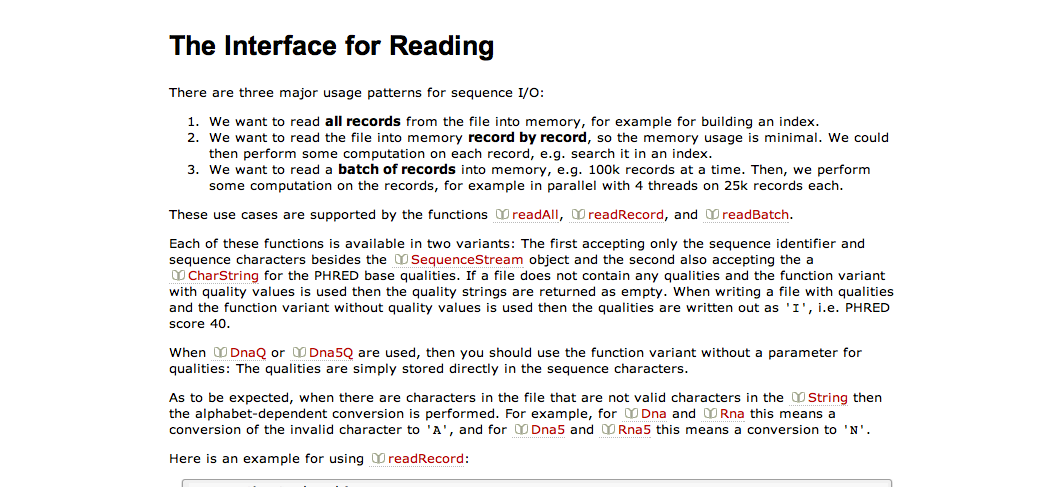 The Interface for Reading
There are three major usage patterns for sequence I/O:
1. We want to read all records from the file into memory, for example for building an index.
2. We want to read the file into memory record by record, so the memory usage is minimal. We could
then perform some computation on each record, e.g. search it in an index.
3. We want to read a batch of records into memory, e.g. 100k records at a time. Then, we perform
some computation on the records, for example in parallel with 4 threads on 25k records each.
These use cases are supported by the functions readAll, readRecord, and readBatch.
Each of these functions is available in two variants: The first accepting only the sequence identifier and
sequence characters besides the SequenceStream object and the second also accepting the a
CharString for the PHRED base qualities. If a file does not contain any qualities and the function variant
with quality values is used then the quality strings are returned as empty. When writing a file with qualities
and the function variant without quality values is used then the qualities are written out as 'I', i.e. PHRED
score 40.
When DnaQ or Dna5Q are used, then you should use the function variant without a parameter for
qualities: The qualities are simply stored directly in the sequence characters.
As to be expected, when there are characters in the file that are not valid characters in the String then
the alphabet-dependent conversion is performed. For example, for Dna and Rna this means a
conversion of the invalid character to 'A', and for Dna5 and Rna5 this means a conversion to 'N'.
Here is an example for using readRecord: